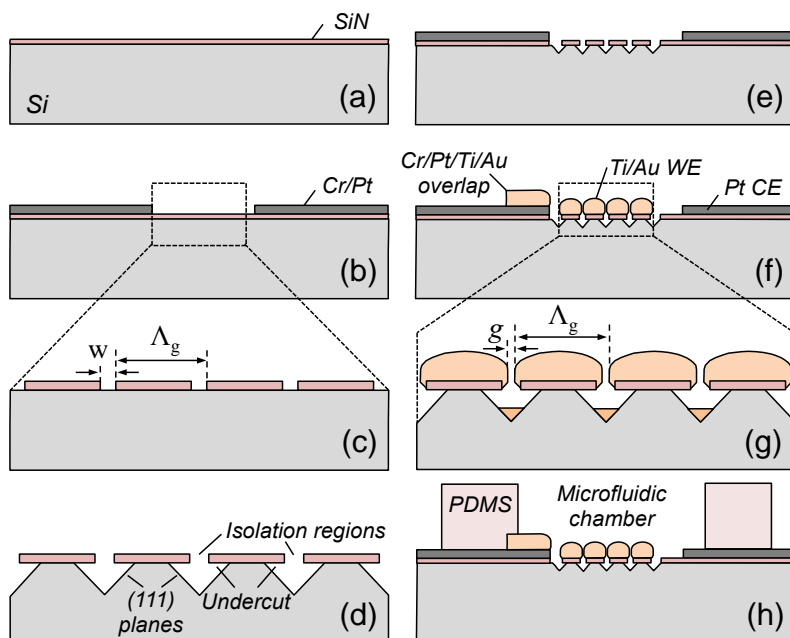 SiN
Si
(a)
Cr/Pt
(b)
w
Λg
(c)
Isolation regions
(111)
planes
Undercut
(d)
(e)
Cr/Pt/Ti/Au
overlap
Ti/Au WE
Pt CE
(f)
g
Λg
(g)
PDMS
Microfluidic
chamber
(h)